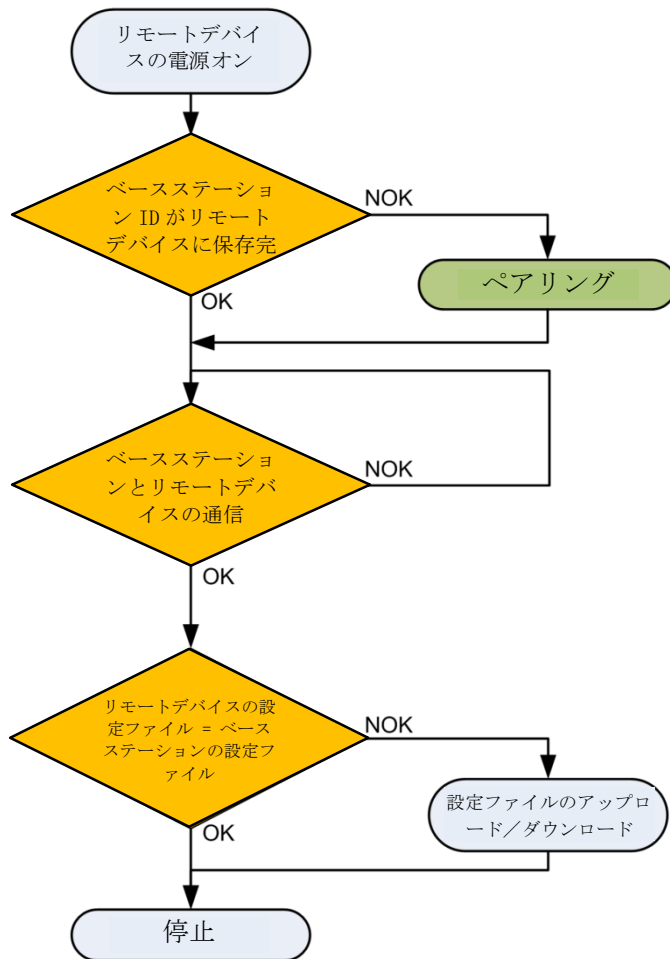 リモートデバイ
スの電源オン
ベースステーショ
ン ID がリモート
デバイスに保存完
NOK
ペアリング
OK
ベースステーショ
ンとリモートデバ
イスの通信
NOK
OK
リモートデバイスの設
定ファイル = ベース
ステーションの設定フ
ァイル
NOK
設定ファイルのアップロ
ード／ダウンロード
OK
停止